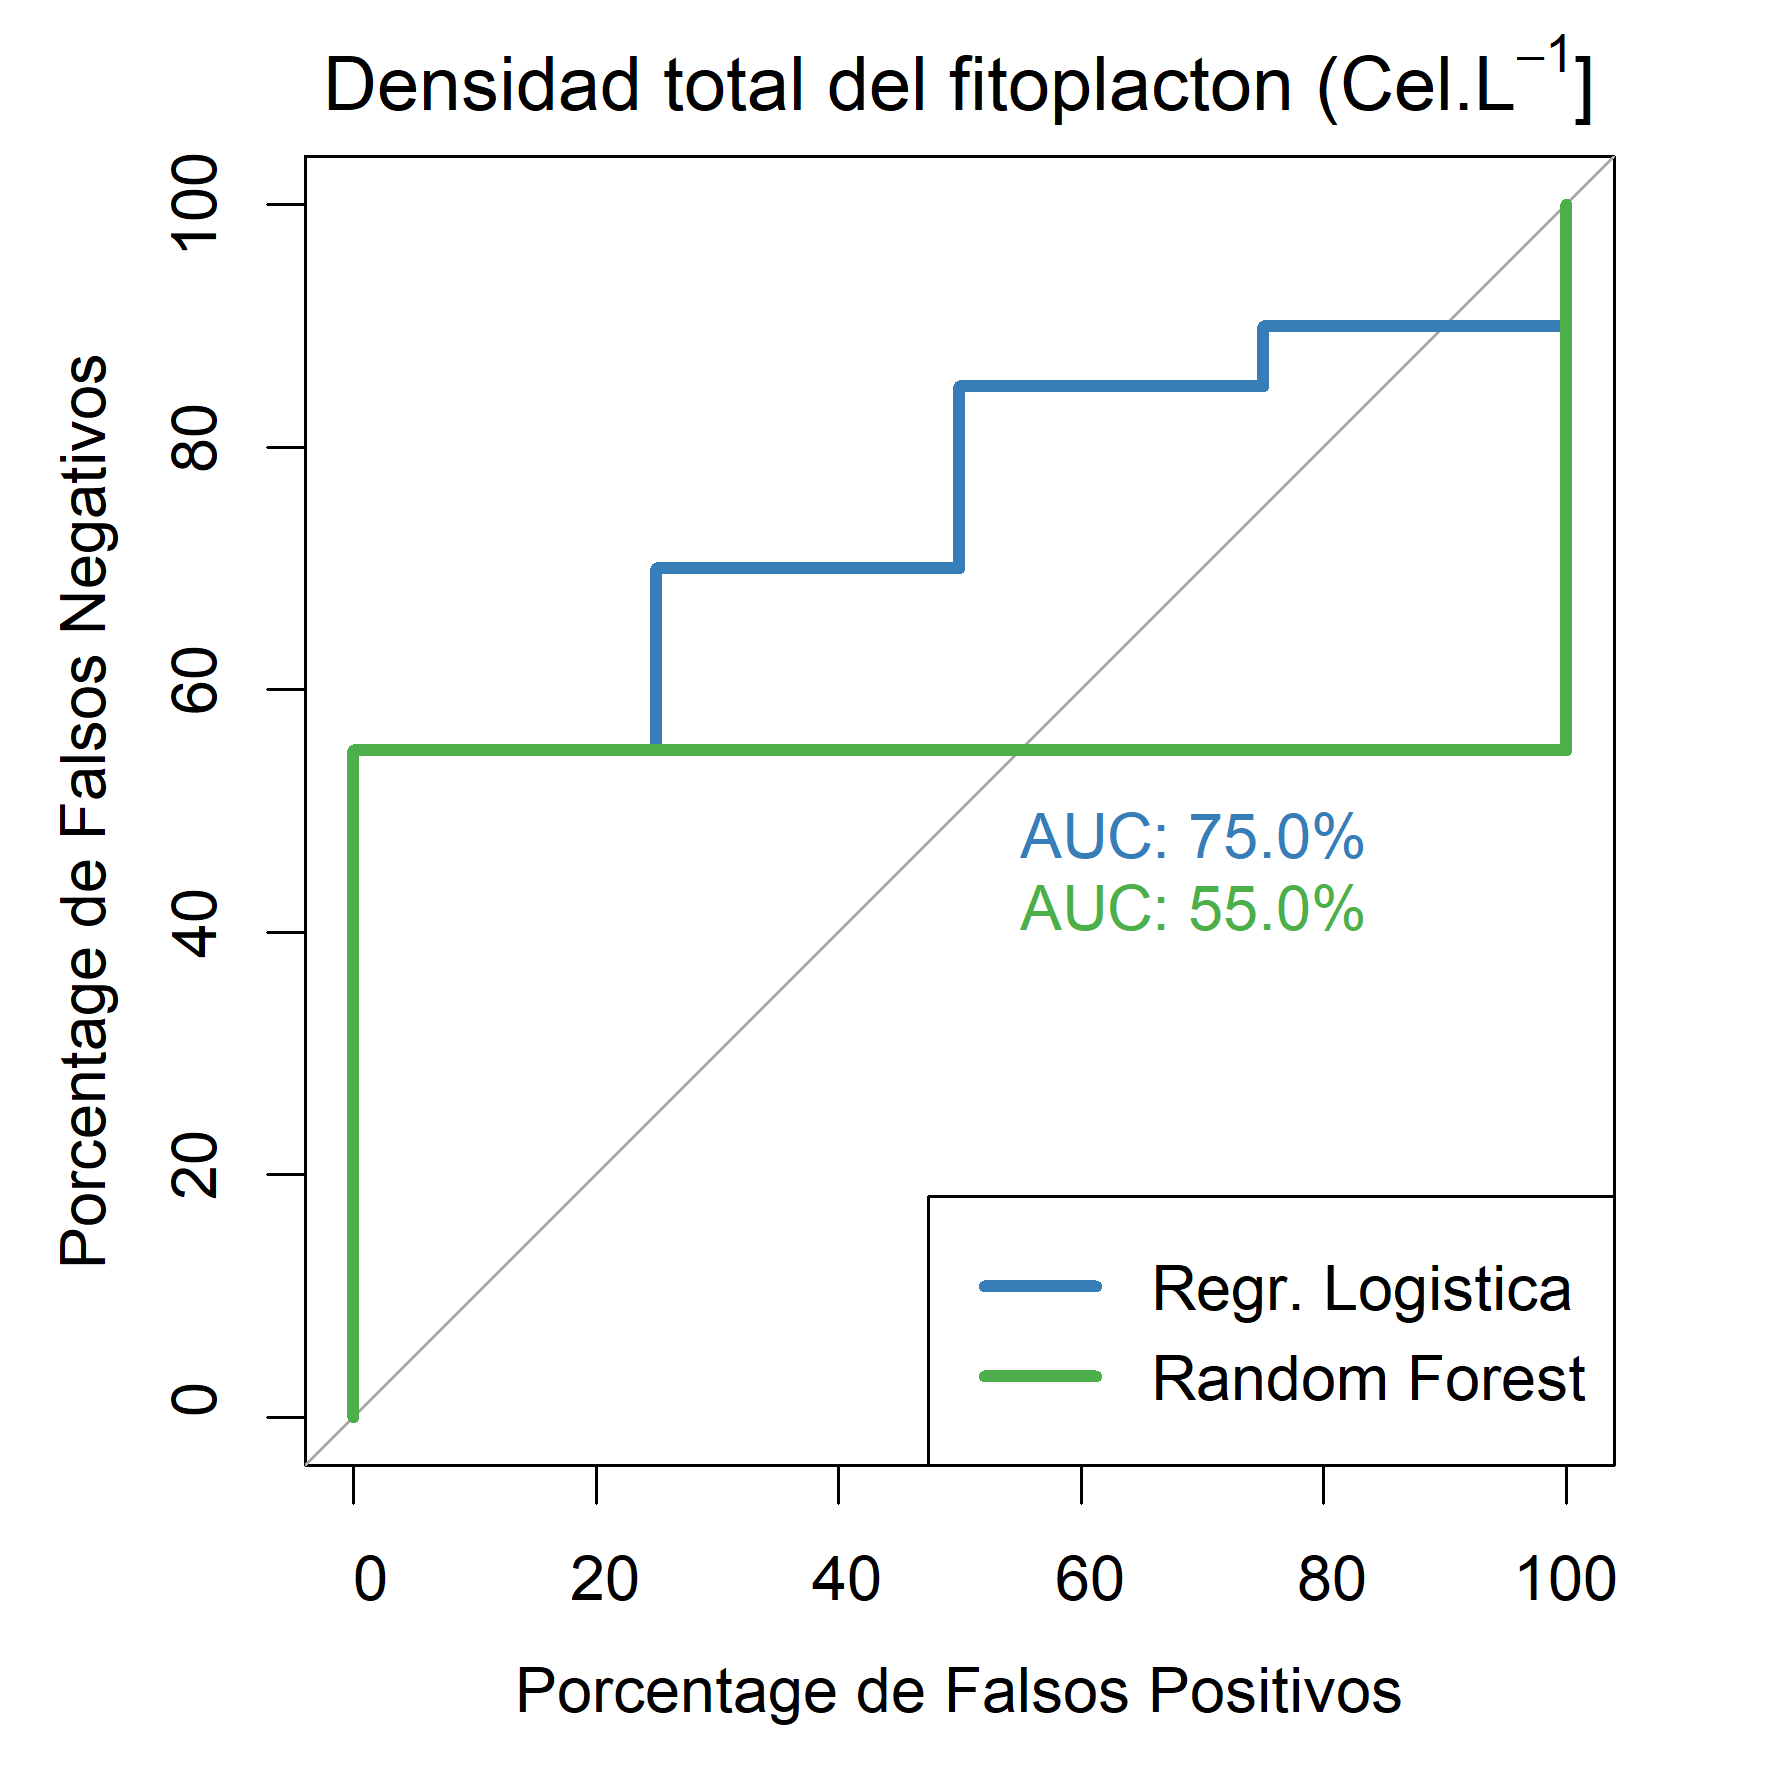 Densidad total del fitoplacton (Cel.L⁻¹]
Porcentage de Falsos Negativos
100
80
60
40
20
0
AUC: 75.0%
AUC: 55.0%
Regr. Logistica
Random Forest
0 20 40 60 80 100
Porcentage de Falsos Positivos